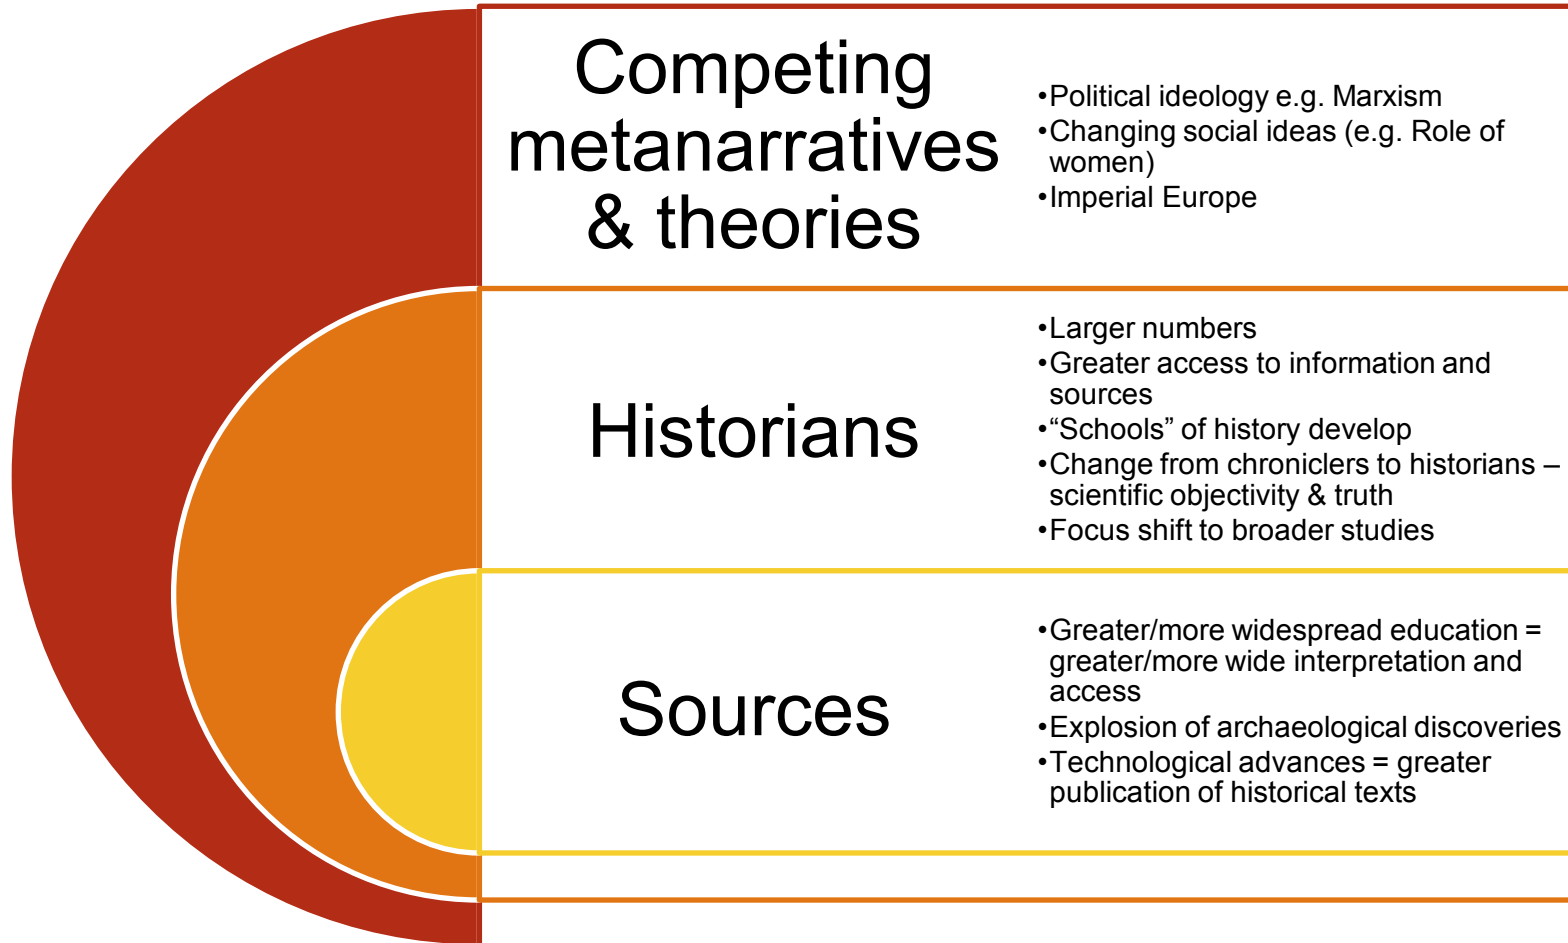 Competing
metanarratives
& theories
•Political ideology e.g. Marxism
•Changing social ideas (e.g. Role of
women)
•Imperial Europe
Historians
•Larger numbers
•Greater access to information and
sources
•“Schools” of history develop
•Change from chroniclers to historians –
scientific objectivity & truth
•Focus shift to broader studies
Sources
•Greater/more widespread education =
greater/more wide interpretation and
access
•Explosion of archaeological discoveries
•Technological advances = greater
publication of historical texts